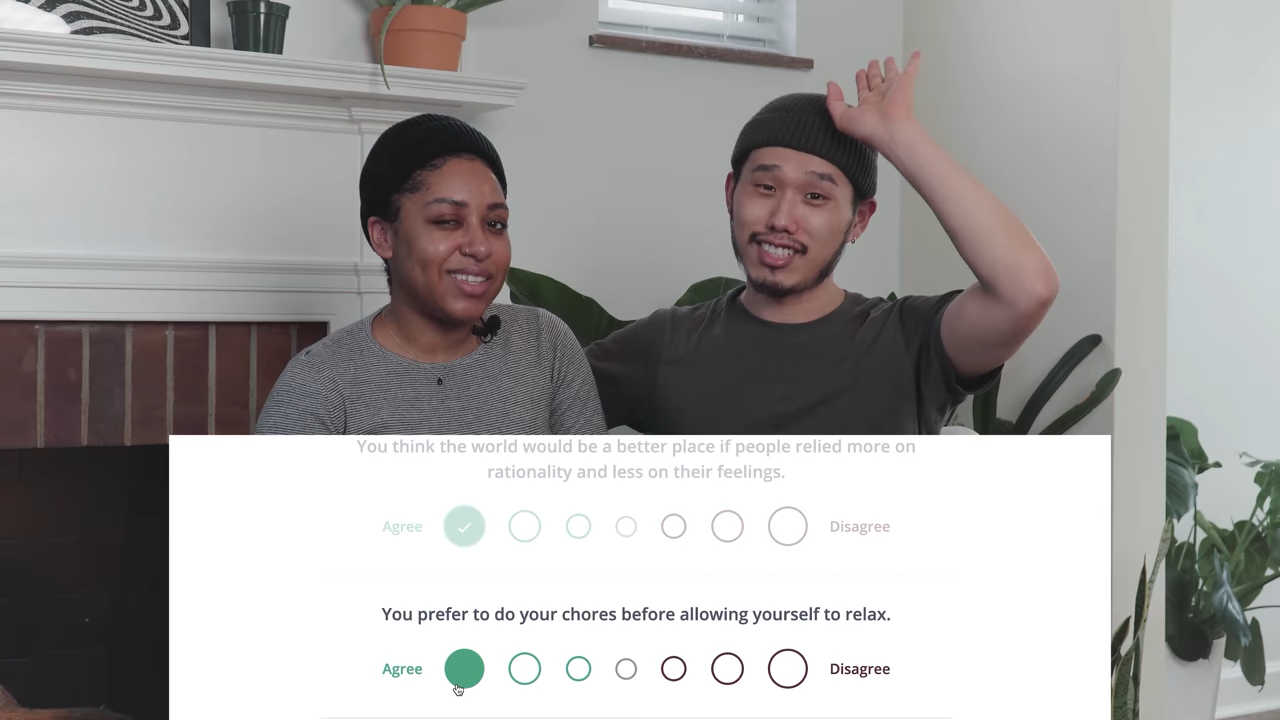 You think the world would be a better place if people relied more on
rationality and less on their feelings.
Agree Disagree
You prefer to do your chores before allowing yourself to relax.
Agree Disagree